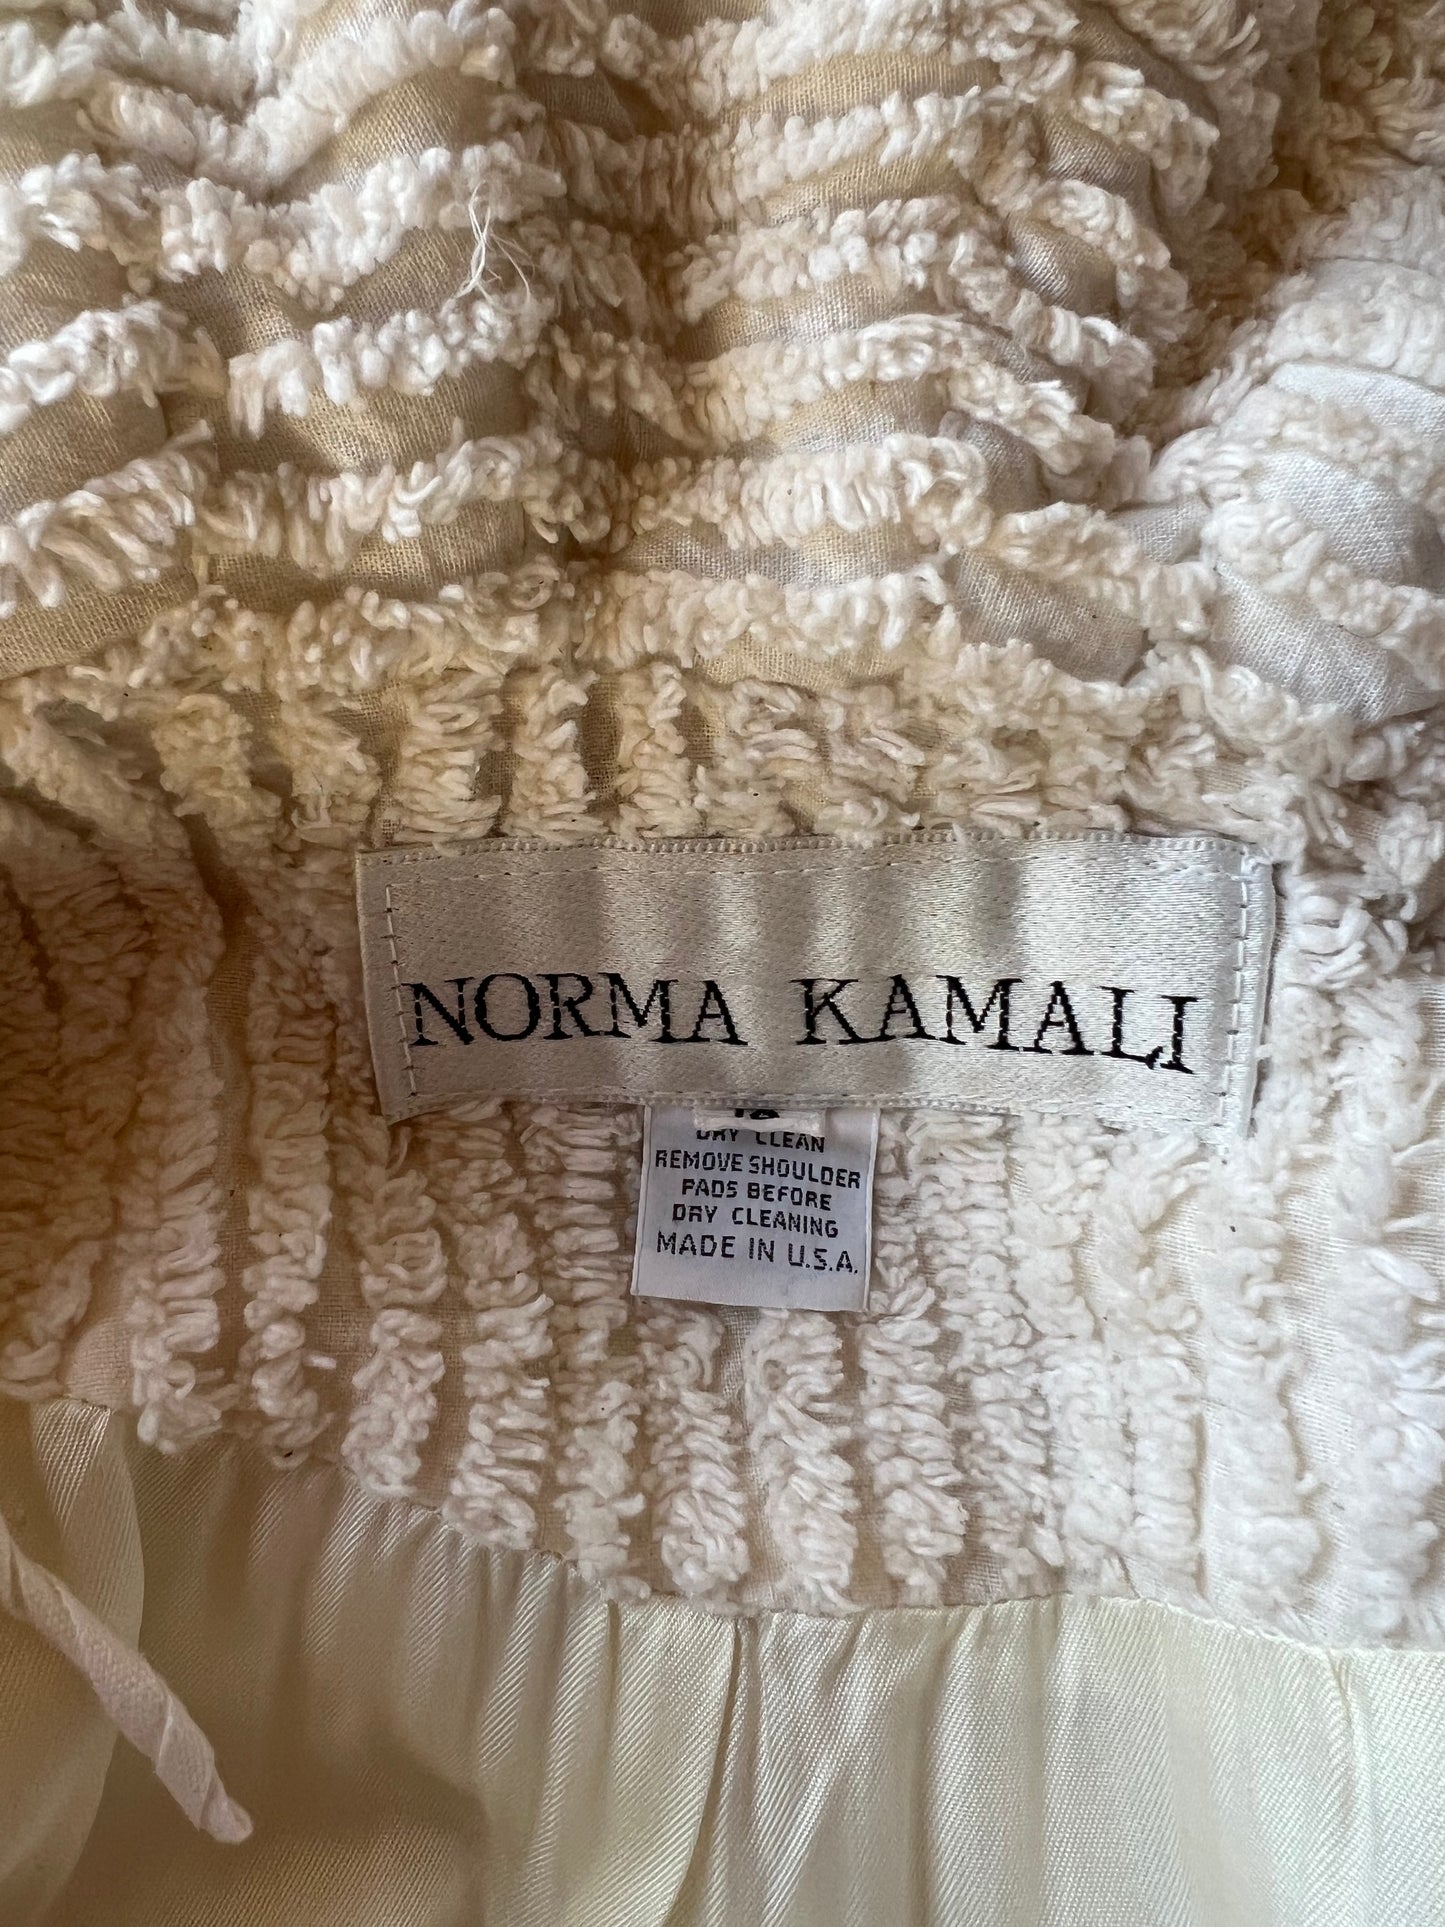 NORMA KAMALI
DRY CLEAN
REMOVE SHOULDER
PADS BEFORE
DRY CLEANING
MADE IN U.S.A.